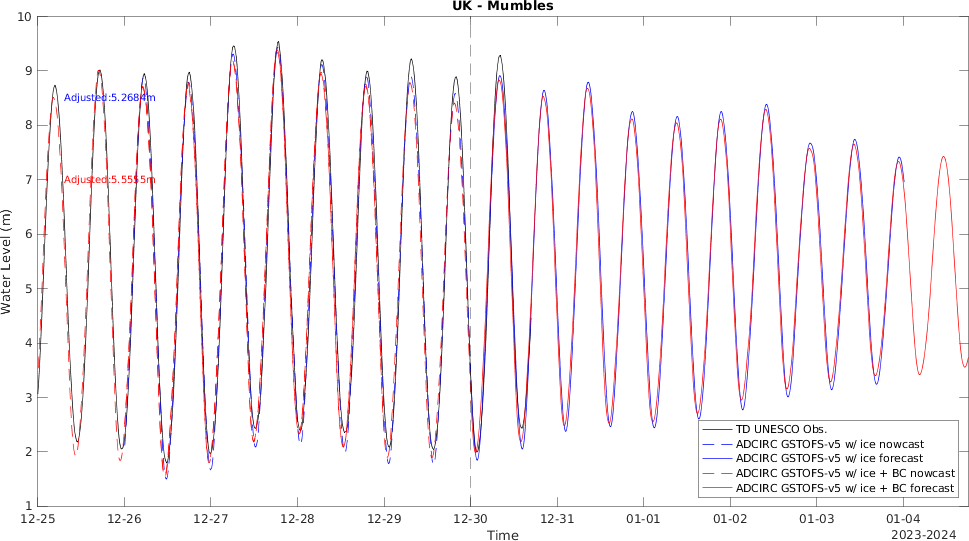 UK - Mumbles
10
9
8
7
6
5
4
3
2
1
Water Level (m)
Adjusted:5.2684m
Adjusted:5.5555m
TD UNESCO Obs.
ADCIRC GSTOFS-v5 w/ ice nowcast
ADCIRC GSTOFS-v5 w/ ice forecast
ADCIRC GSTOFS-v5 w/ ice + BC nowcast
ADCIRC GSTOFS-v5 w/ ice + BC forecast
12-25 12-26 12-27 12-28 12-29 12-30 12-31 01-01 01-02 01-03 01-04
Time
2023-2024